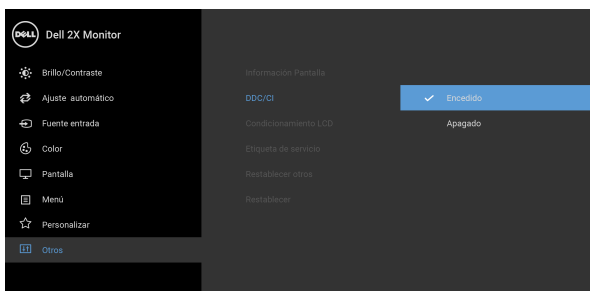 DELL Dell 2X Monitor
Brillo/Contraste
Ajuste automático
Fuente entrada
Color
Pantalla
Menú
Personalizar
Otros
Información Pantalla
DDC/CI
Condicionamiento LCD
Etiqueta de servicio
Restablecer otros
Restablecer
Encedido
Apagado